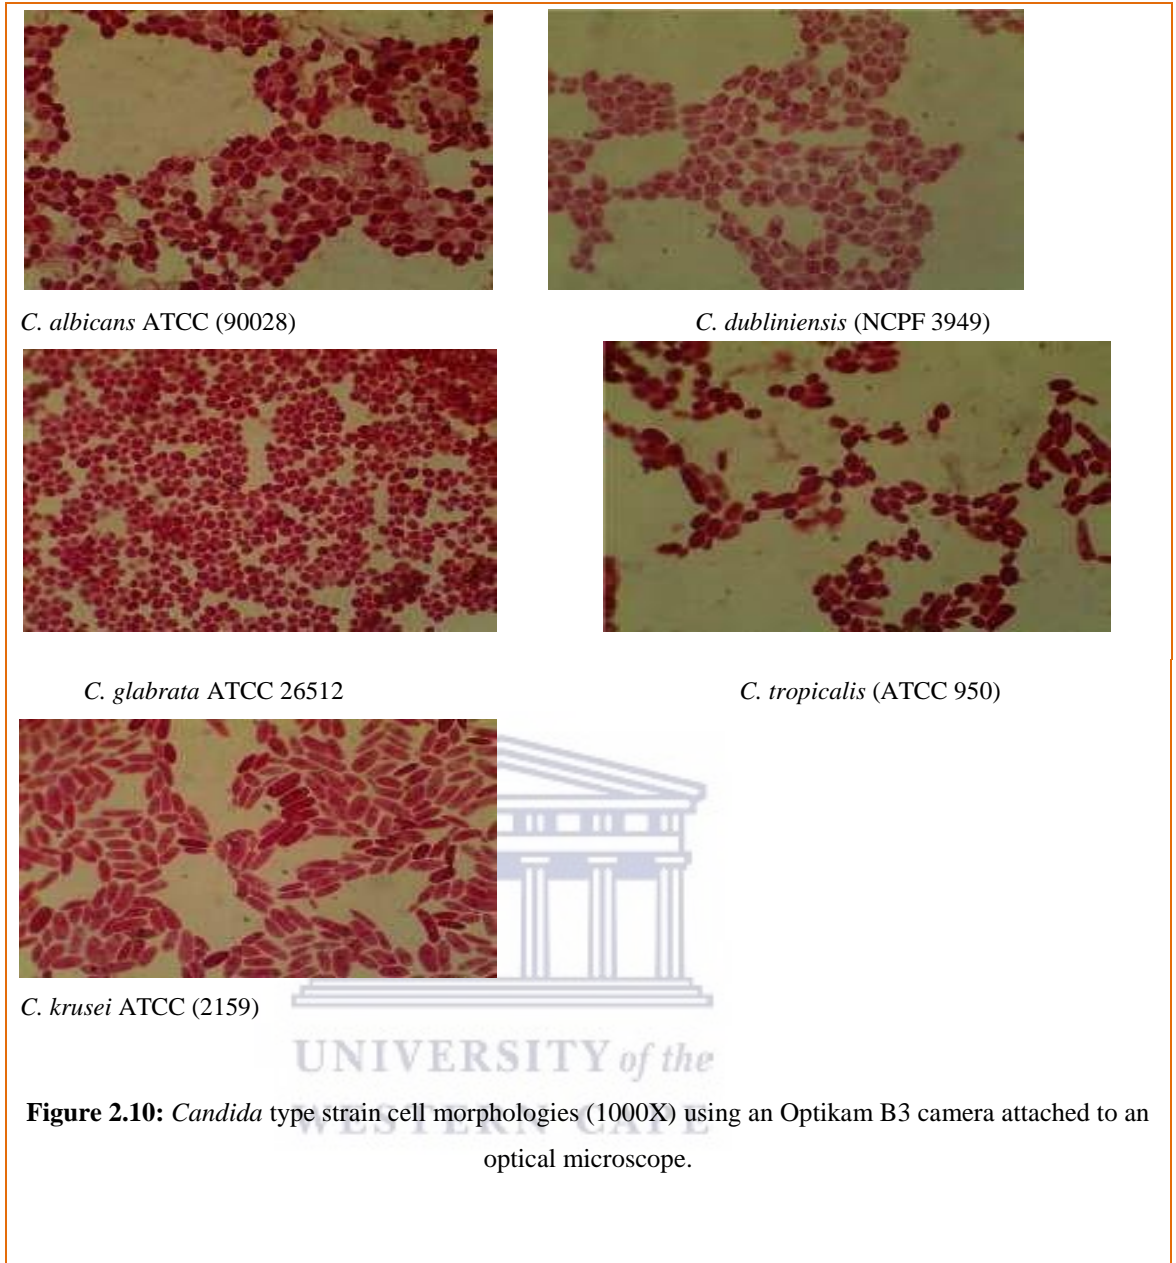 C. albicans ATCC (90028)
C. dubliniensis (NCPF 3949)
C. glabrata ATCC 26512
C. tropicalis (ATCC 950)
C. krusei ATCC (2159)
UNIVERSITY of the
WESTERN CAPE
Figure 2.10: Candida type strain cell morphologies (1000X) using an Optikam B3 camera attached to an
optical microscope.